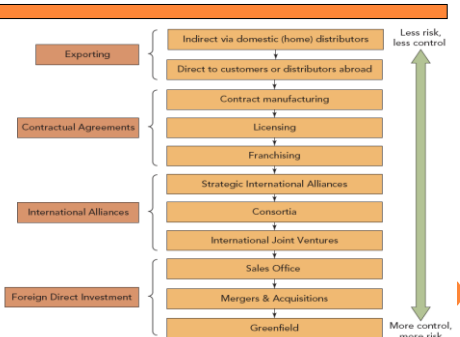 Less risk,
less control
Exporting
Indirect via domestic (home) distributors
Direct to customers or distributors abroad
Contractual Agreements
Contract manufacturing
Licensing
Franchising
International Alliances
Strategic International Alliances
Consortia
International Joint Ventures
Foreign Direct Investment
Sales Office
Mergers & Acquisitions
Greenfield
More control,
more risk